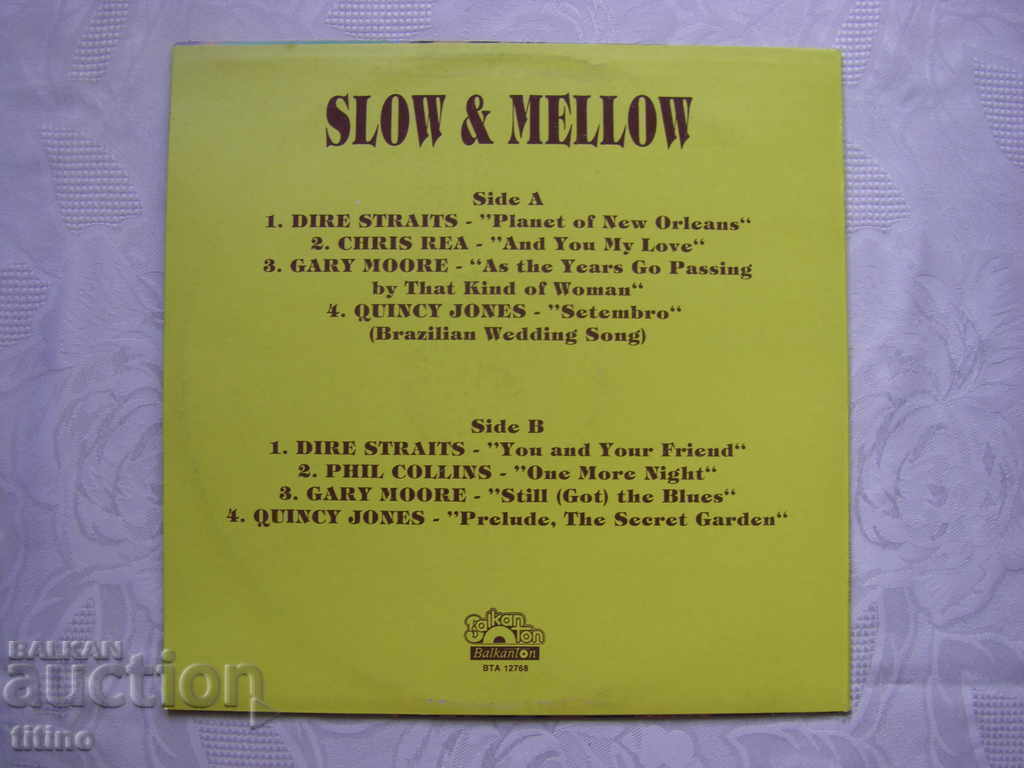 SLOW & MELLOW
Side A
1. DIRE STRAITS - ”Planet of New Orleans“
2. CHRIS REA - ”And You My Love“
3. GARY MOORE - “As the Years Go Passing
by That Kind of Woman“
4. QUINCY JONES - ”Setembro“
(Brazilian Wedding Song)
Side B
1. DIRE STRAITS - ”You and Your Friend“
2. PHIL COLLINS - ”One More Night“
3. GARY MOORE - ”Still (Got) the Blues“
4. QUINCY JONES - ”Prelude, The Secret Garden“
Balkan
Ton
BalkanTon
BTA 12768
BALKAN
auction
titino